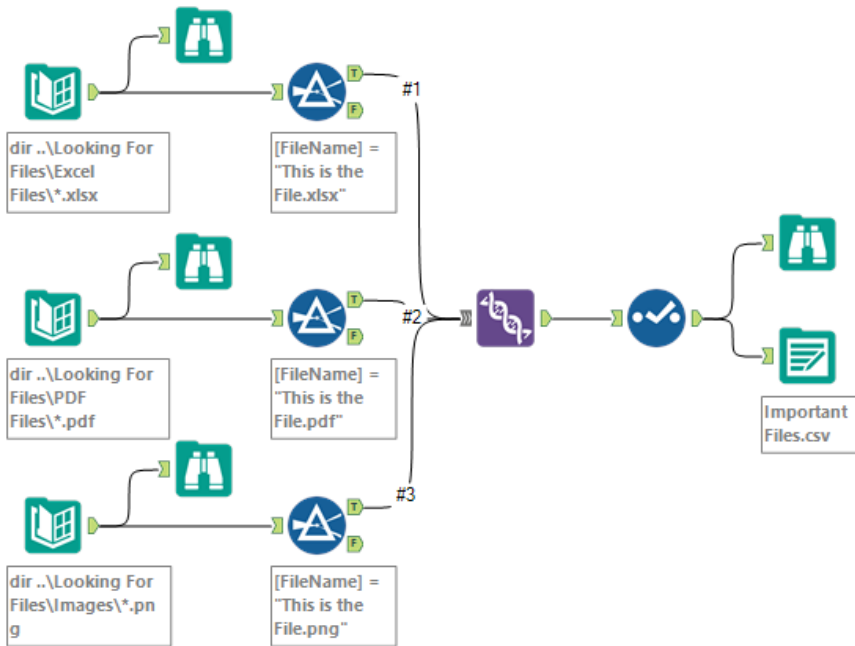 T
F
#1
dir ..\Looking For
Files\Excel
Files\*.xlsx
[FileName] =
"This is the
File.xlsx"
T
F
#2
dir ..\Looking For
Files\PDF
Files\*.pdf
[FileName] =
"This is the
File.pdf"
Important
Files.csv
T
F
#3
dir ..\Looking For
Files\Images\*.pn
g
[FileName] =
"This is the
File.png"